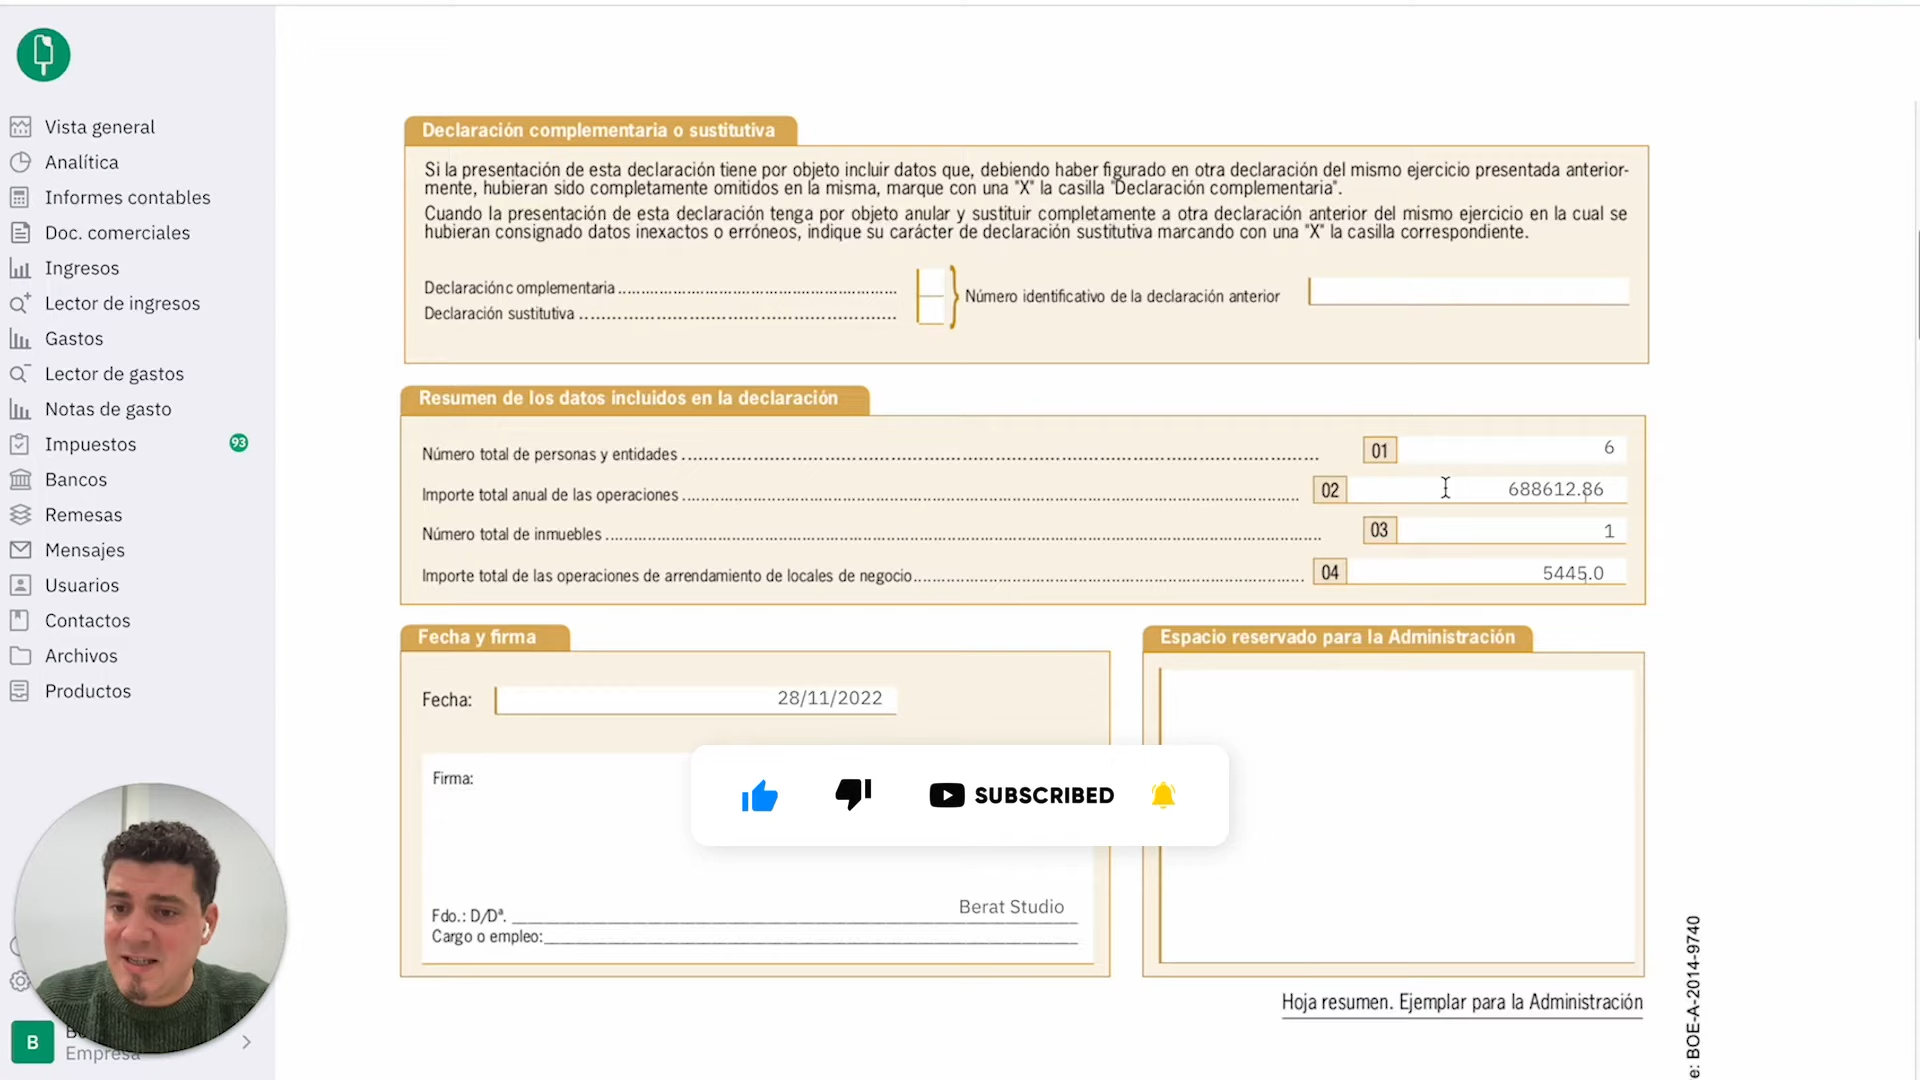 Vista general
Analítica
Informes contables
Doc. comerciales
Ingresos
Lector de ingresos
Gastos
Lector de gastos
Notas de gasto
Impuestos 93
Bancos
Remesas
Mensajes
Usuarios
Contactos
Archivos
Productos
B
Empresa
Declaración complementaria o sustitutiva
Si la presentación de esta declaración tiene por objeto incluir datos que, debiendo haber figurado en otra declaración del mismo ejercicio presentada anterior-
mente, hubieran sido completamente omitidos en la misma, marque con una "X" la casilla "Declaración complementaria".
Cuando la presentación de esta declaración tenga por objeto anular y sustituir completamente a otra declaración anterior del mismo ejercicio en la cual se
hubieran consignado datos inexactos o erróneos, indique su carácter de declaración sustitutiva marcando con una "X" la casilla correspondiente.
Declaraciónc omplementaria
Declaración sustitutiva
Número identificativo de la declaración anterior
Resumen de los datos incluidos en la declaración
Número total de personas y entidades 01 6
Importe total anual de las operaciones 02 688612.86
Número total de inmuebles 03 1
Importe total de las operaciones de arrendamiento de locales de negocio 04 5445.0
Fecha y firma
Fecha: 28/11/2022
Firma:
Fdo.: D/Dª. Berat Studio
Cargo o empleo:
Espacio reservado para la Administración
SUBSCRIBED
Hoja resumen. Ejemplar para la Administración
e: BOE-A-2014-9740